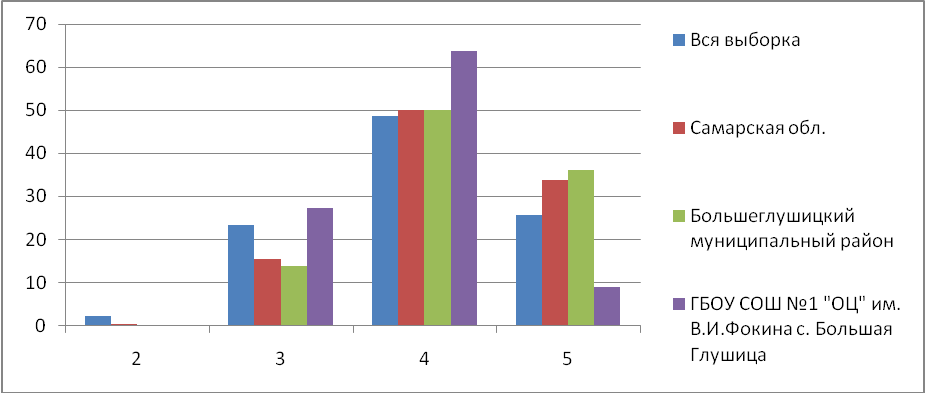 70
60
50
40
30
20
10
0
2 3 4 5
Вся выборка
Самарская обл.
Большеглушицкий
муниципальный район
ГБОУ СОШ №1 "ОЦ" им.
В.И.Фокина с. Большая
Глушица